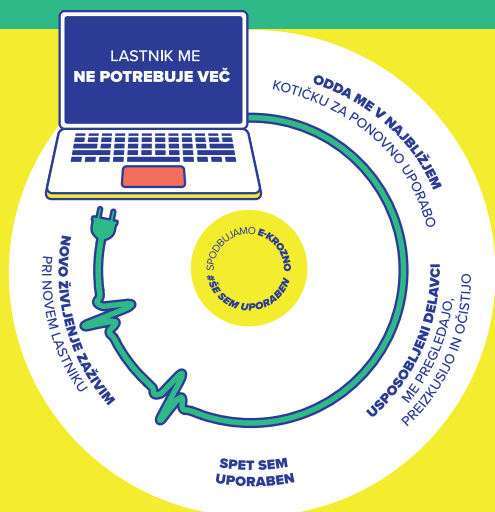 LASTNIK ME
NE POTREBUJE VEČ
ODDA ME V NAJBLIŽJEM
KOTIČKU ZA PONOVNO UPORABO
USPOSOBLJENI DELAVCI
ME PREGLEDAJO,
PREIZKUSIJO IN OČISTIJO
SPET SEM
UPORABEN
NOVO ŽIVLJENJE ZAŽIVIM
PRI NOVEM LASTNIKU
SPODBUJAMO E-KROŽNO
#ŠE SEM UPORABEN